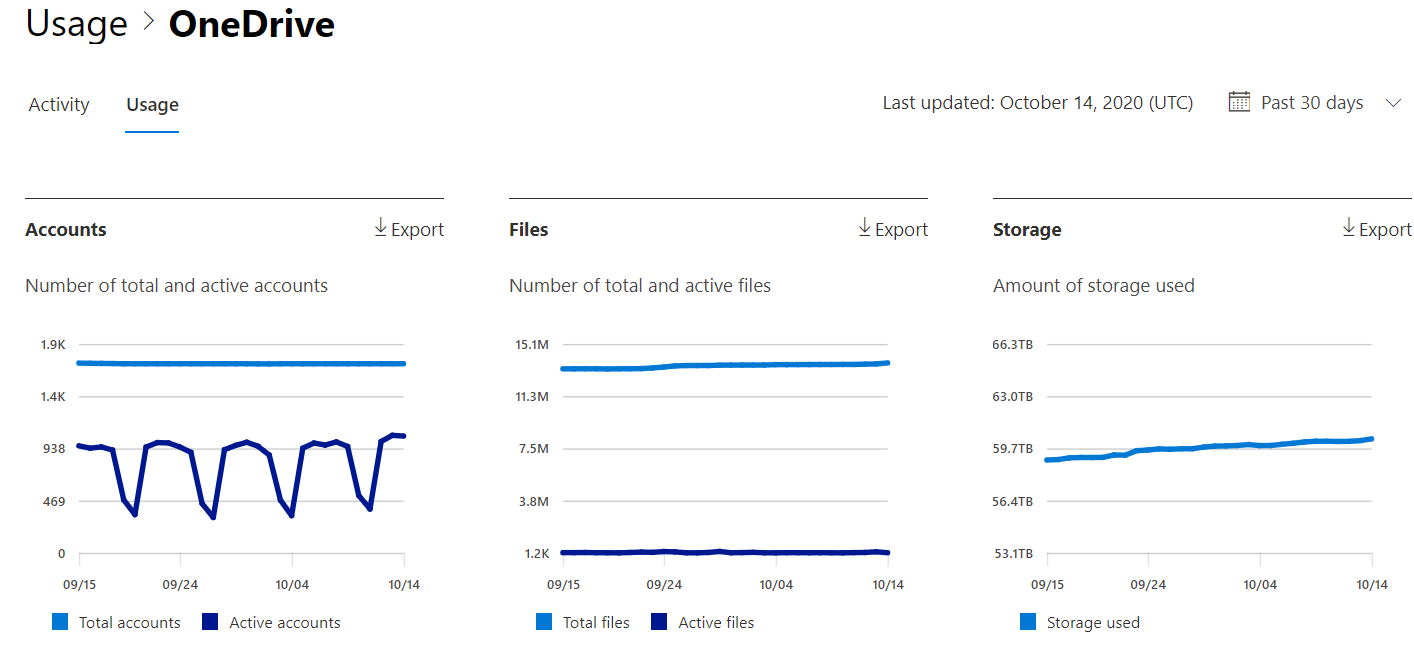 Usage > OneDrive
Activity Usage
Last updated: October 14, 2020 (UTC) Past 30 days
Accounts Export
Number of total and active accounts
1.9K
1.4K
938
469
0
09/15 09/24 10/04 10/14
Total accounts Active accounts
Files Export
Number of total and active files
15.1M
11.3M
7.5M
3.8M
1.2K
09/15 09/24 10/04 10/14
Total files Active files
Storage Export
Amount of storage used
66.3TB
63.0TB
59.7TB
56.4TB
53.1TB
09/15 09/24 10/04 10/14
Storage used